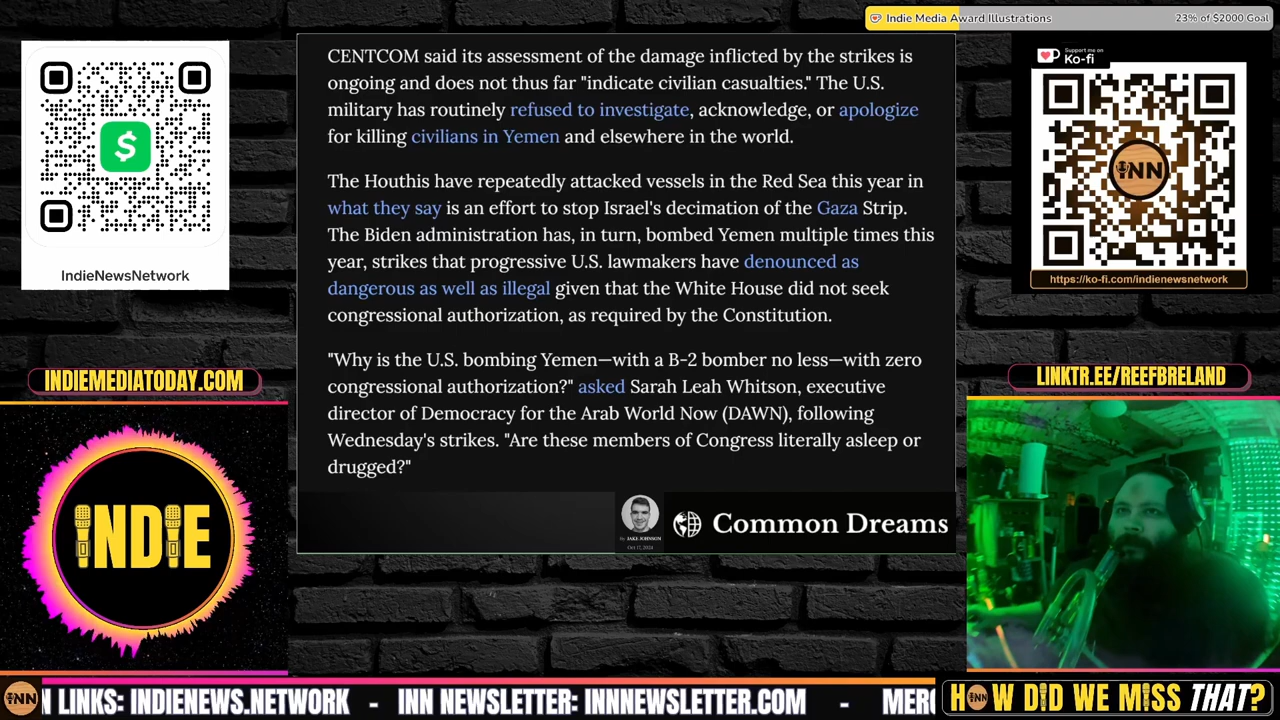 Indie Media Award Illustrations
23% of $2000 Goal
IndieNewsNetwork
INDIEMEDIATODAY.COM
INDIE
CENTCOM said its assessment of the damage inflicted by the strikes is
ongoing and does not thus far "indicate civilian casualties." The U.S.
military has routinely refused to investigate, acknowledge, or apologize
for killing civilians in Yemen and elsewhere in the world.
The Houthis have repeatedly attacked vessels in the Red Sea this year in
what they say is an effort to stop Israel's decimation of the Gaza Strip.
The Biden administration has, in turn, bombed Yemen multiple times this
year, strikes that progressive U.S. lawmakers have denounced as
dangerous as well as illegal given that the White House did not seek
congressional authorization, as required by the Constitution.
"Why is the U.S. bombing Yemen—with a B-2 bomber no less—with zero
congressional authorization?" asked Sarah Leah Whitson, executive
director of Democracy for the Arab World Now (DAWN), following
Wednesday's strikes. "Are these members of Congress literally asleep or
drugged?"
by JAKE JOHNSON
Oct 17, 2024
Common Dreams
Support me on
Ko-fi
INN
https://ko-fi.com/indienewsnetwork
LINKTR.EE/REEFBRELAND
INN
N LINKS: INDIENEWS.NETWORK - INN NEWSLETTER: INNNEWSLETTER.COM - MERC
HOW DID WE MISS THAT?